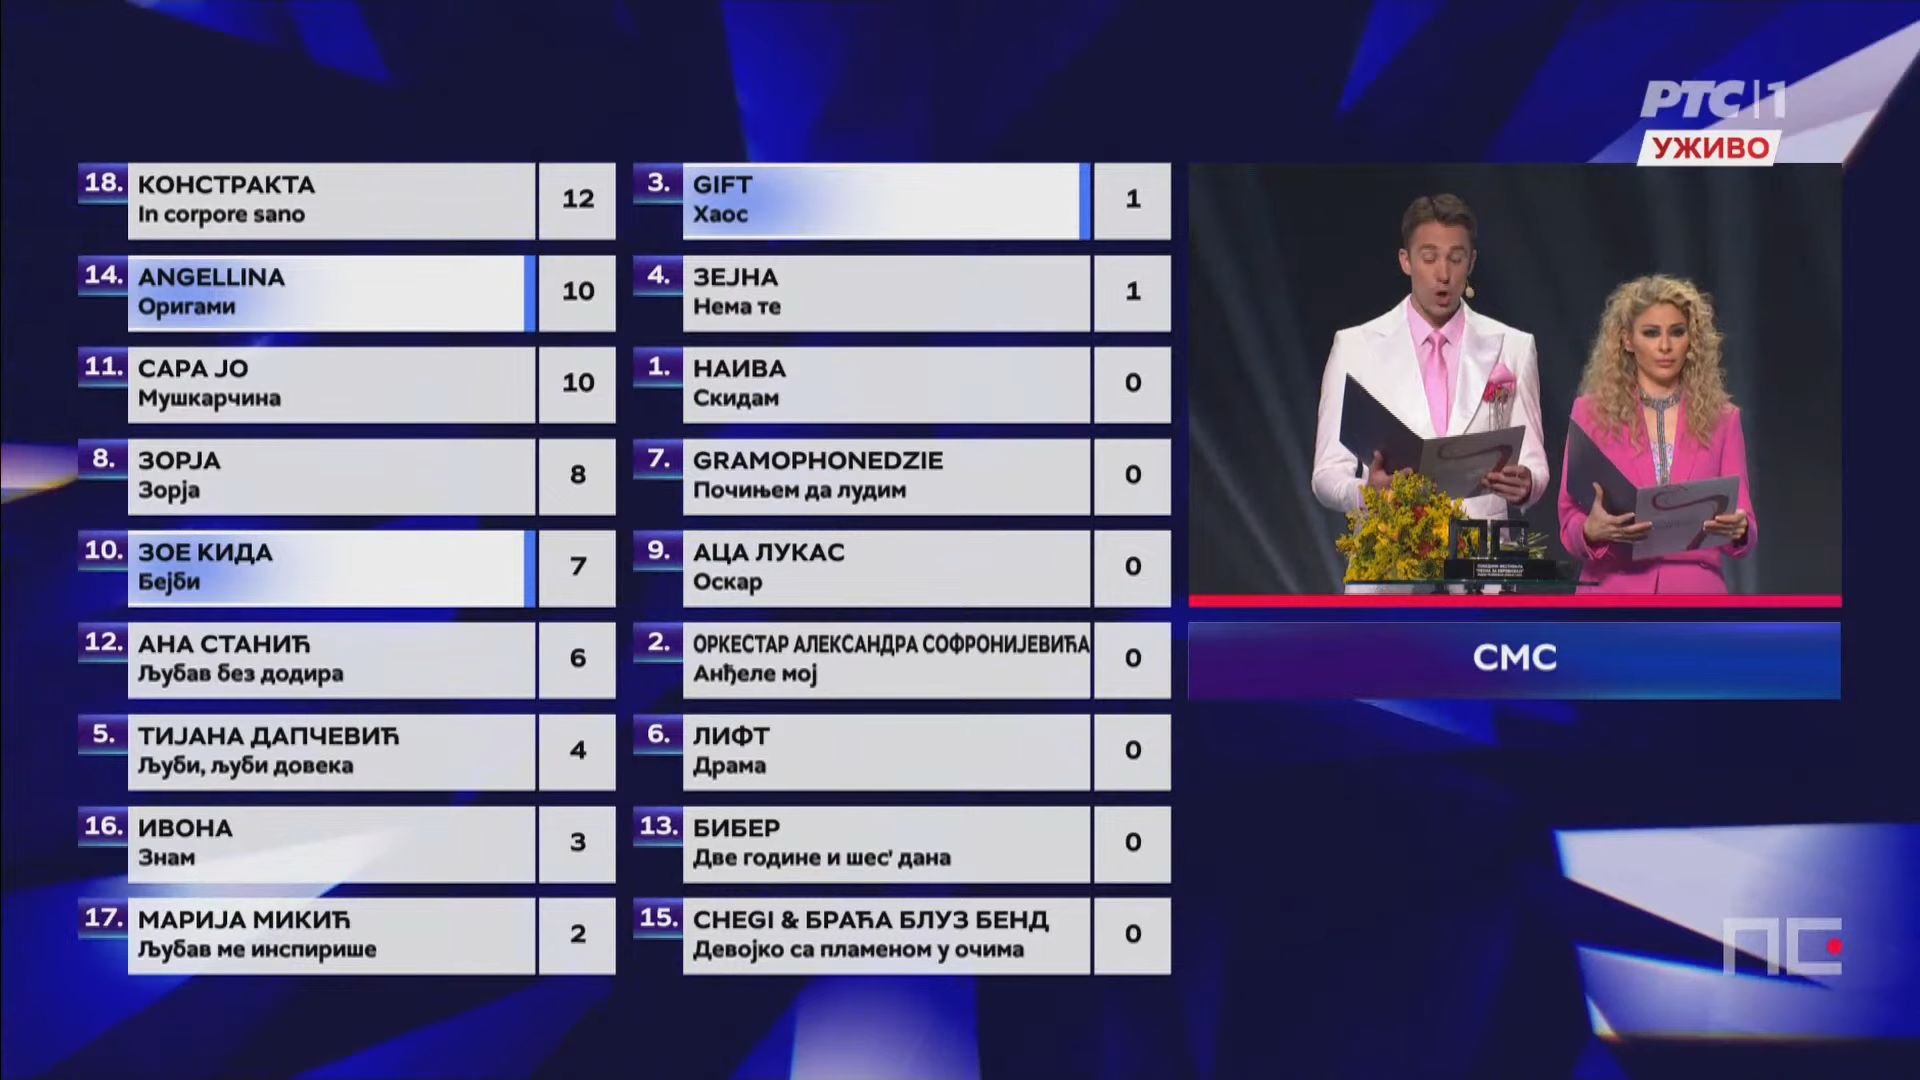 РТС|1
УЖИВО
18. КОНСТРАКТА 12
In corpore sano
14. ANGELLINA 10
Оригами
11. САРА ЈО 10
Мушкарчина
8. ЗОРЈА 8
Зорја
10. ЗОЕ КИДА 7
Бејби
12. АНА СТАНИЋ 6
Љубав без додира
5. ТИЈАНА ДАПЧЕВИЋ 4
Љуби, љуби довека
16. ИВОНА 3
Знам
17. МАРИЈА МИКИЋ 2
Љубав ме инспирише
3. GIFT 1
Хаос
4. ЗЕЈНА 1
Нема те
1. НАИВА 0
Скидам
7. GRAMOPHONEDZIE 0
Почињем да лудим
9. АЦА ЛУКАС 0
Оскар
2. ОРКЕСТАР АЛЕКСАНДРА СОФРОНИЈЕВИЋА 0
Анђеле мој
6. ЛИФТ 0
Драма
13. БИБЕР 0
Две године и шес' дана
15. CHEGI & БРАЋА БЛУЗ БЕНД 0
Девојко са пламеном у очима
СМС
ПС